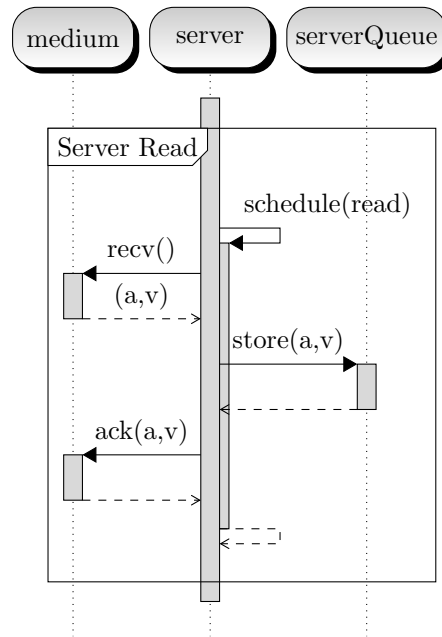 medium
server
serverQueue
Server Read
schedule(read)
recv()
(a,v)
store(a,v)
ack(a,v)